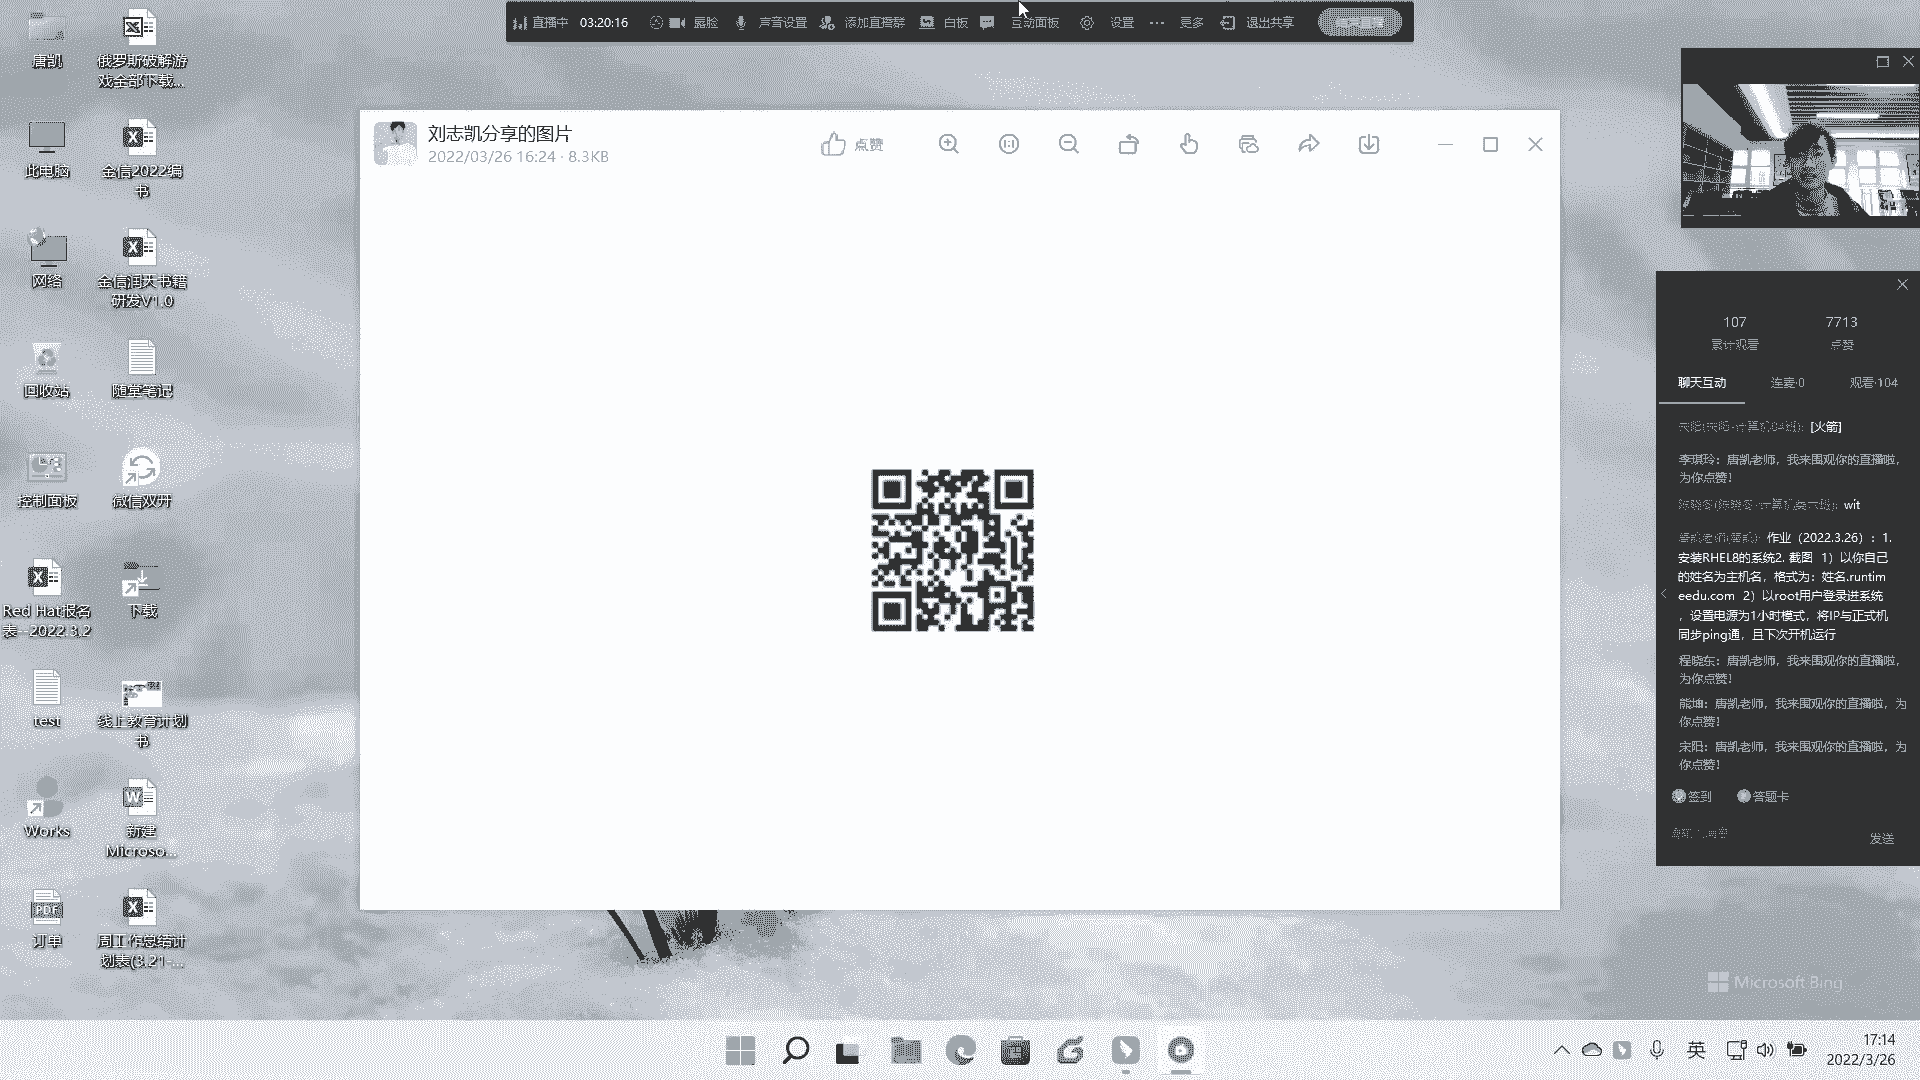 直播中 03:20:16 露脸 声音设置 添加直播群 白板 互动面板 设置 更多 退出共享
唐凯
俄罗斯破解游
戏全部下载...
此电脑
金信2022编
书
网络
金信润天书籍
研发V1.0
回收站
随堂笔记
控制面板
微信双开
Red Hat报名
表--2022.3.2
下载
test
线上教育计划
书
Works
新建
Microso...
订单
周工作总结计
划表(3.21-...
刘志凯分享的图片
2022/03/26 16:24 · 8.3KB
点赞
107 7713
累计观看 点赞
聊天互动 连麦·0 观看·104
[火箭]
李琪玲：唐凯老师，我来围观你的直播啦，
为你点赞！
wit
作业（2022.3.26）：1.
安装RHEL8的系统2. 截图 1）以你自己
的姓名为主机名，格式为：姓名.runtim
eedu.com 2）以root用户登录进系统
，设置电源为1小时模式，将IP与正式机
同步ping通，且下次开机运行
程晓东：唐凯老师，我来围观你的直播啦，
为你点赞！
熊坤：唐凯老师，我来围观你的直播啦，为
你点赞！
宋阳：唐凯老师，我来围观你的直播啦，为
你点赞！
签到 答题卡
发送
Microsoft Bing
英
17:14
2022/3/26